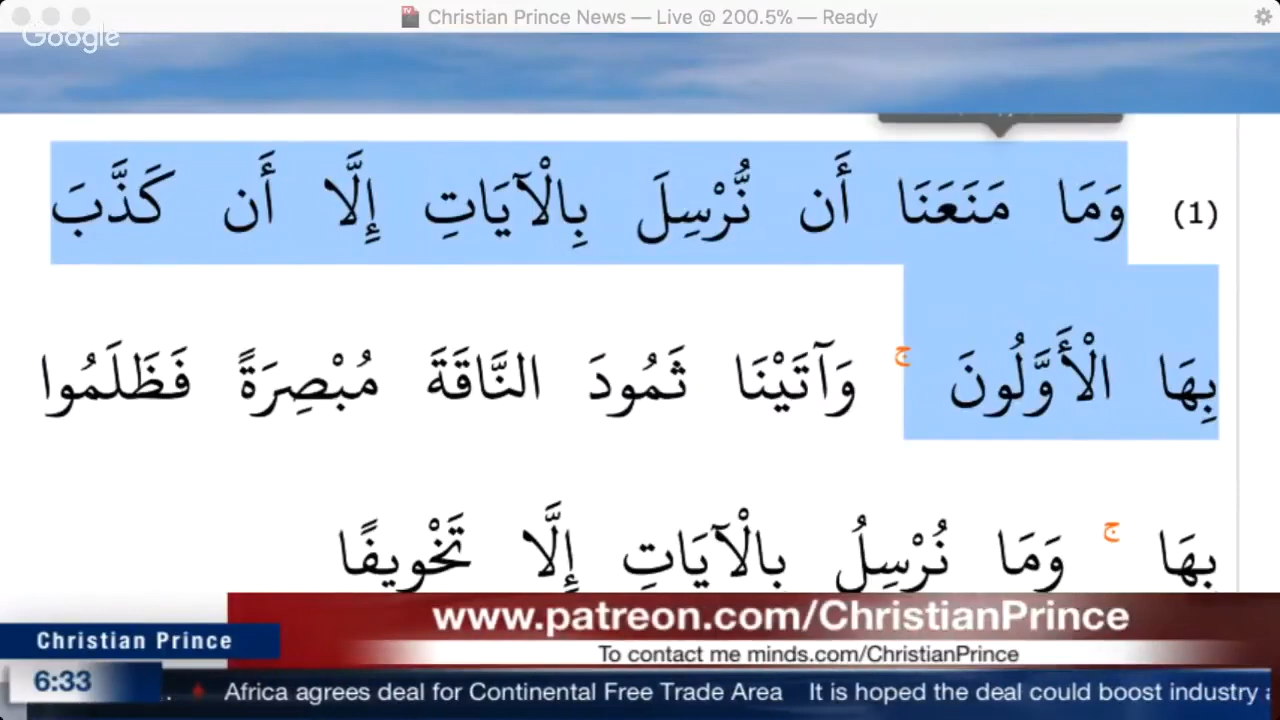 Christian Prince News — Live @ 200.5% — Ready
Google
(1) وَمَا مَنَعَنَا أَن نُّرْسِلَ بِالْآيَاتِ إِلَّا أَن كَذَّبَ
بِهَا الْأَوَّلُونَ ۚ وَآتَيْنَا ثَمُودَ النَّاقَةَ مُبْصِرَةً فَظَلَمُوا
بِهَا ۚ وَمَا نُرْسِلُ بِالْآيَاتِ إِلَّا تَخْوِيفًا
www.patreon.com/ChristianPrince
Christian Prince
To contact me minds.com/ChristianPrince
6:33
Africa agrees deal for Continental Free Trade Area It is hoped the deal could boost industry